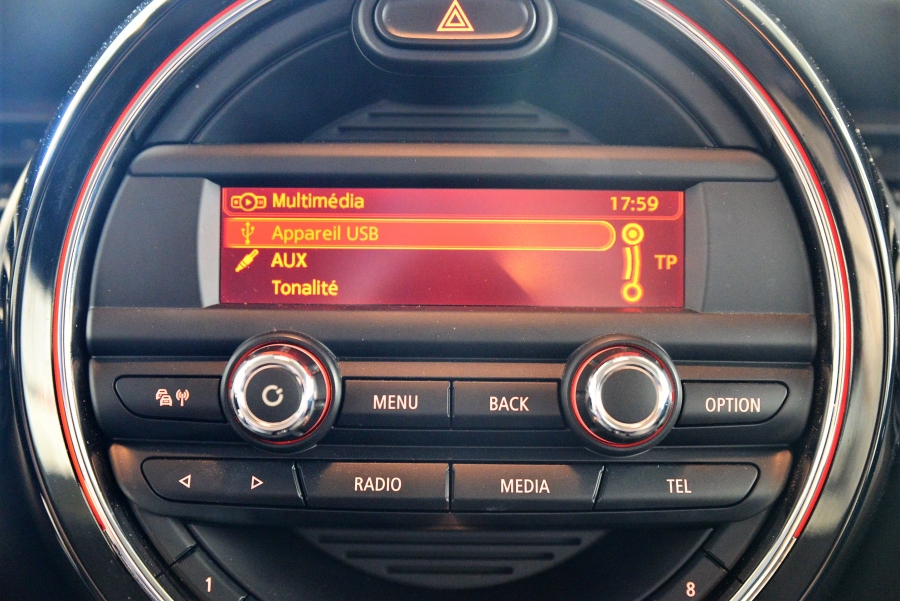 Multimédia 17:59
Appareil USB
AUX TP
Tonalité
MENU BACK OPTION
RADIO MEDIA TEL
1 8